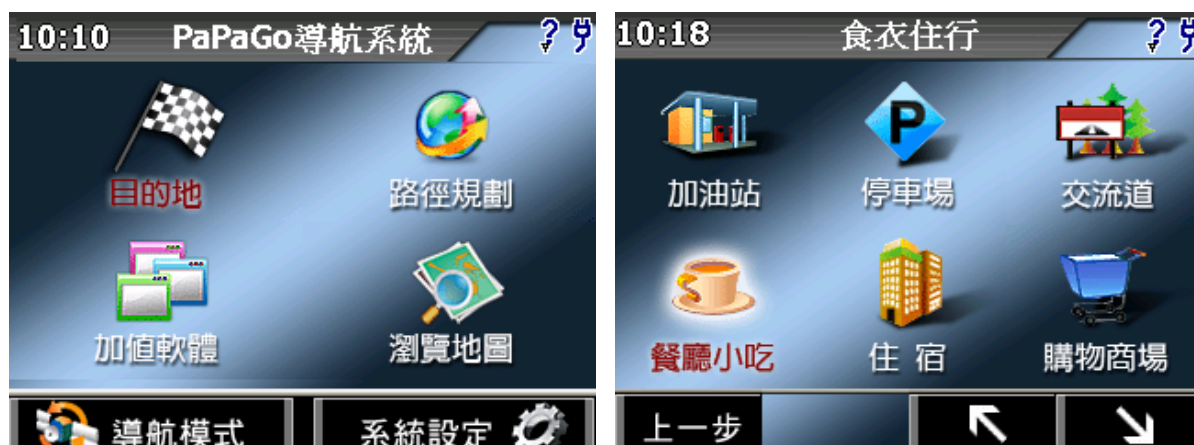 10:10 PaPaGo導航系統
目的地 路徑規劃
加值軟體 瀏覽地圖
導航模式 系統設定
10:18 食衣住行
加油站 停車場 交流道
P
餐廳小吃 住宿 購物商場
上一步